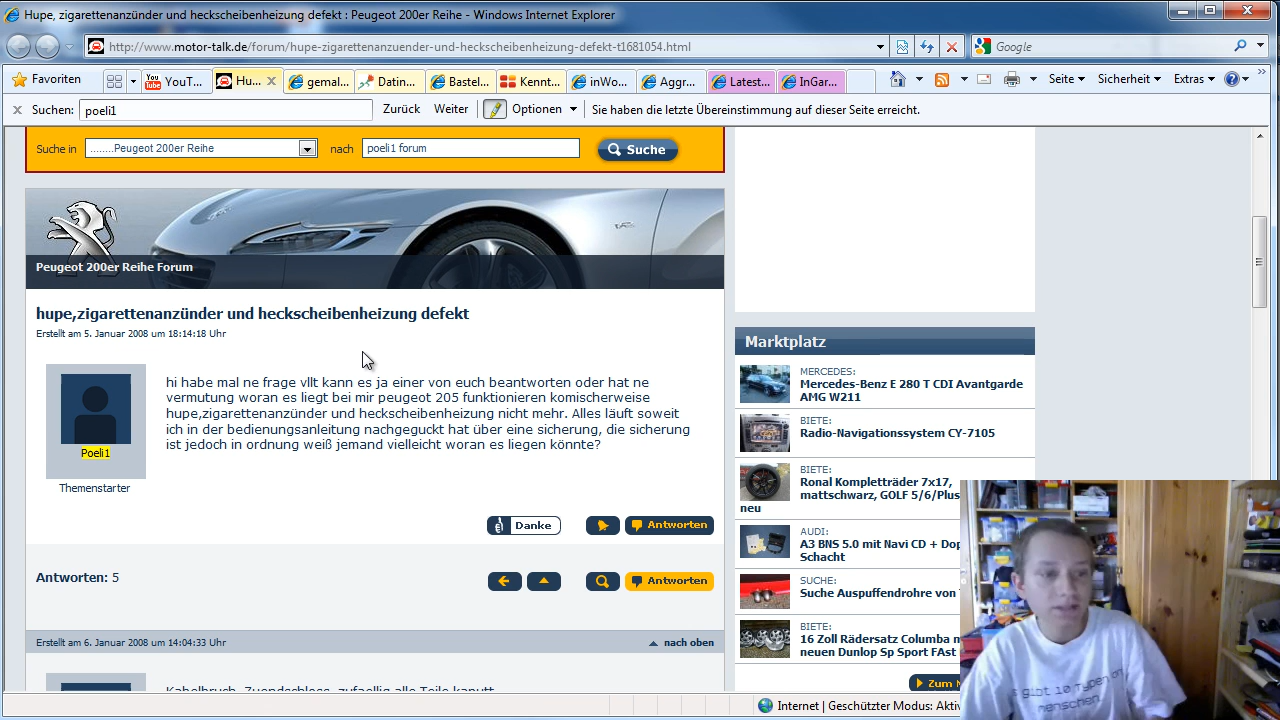 Hupe, zigarettenanzünder und heckscheibenheizung defekt : Peugeot 200er Reihe - Windows Internet Explorer
http://www.motor-talk.de/forum/hupe-zigarettenanzuender-und-heckscheibenheizung-defekt-t1681054.html
Google
Favoriten
YouT...
Hu...
gemal...
Datin...
Bastel...
Kennt...
inWo...
Aggr...
Latest...
InGar...
Seite
Sicherheit
Extras
Suchen: poeli1
Zurück
Weiter
Optionen
Sie haben die letzte Übereinstimmung auf dieser Seite erreicht.
Suche in ........Peugeot 200er Reihe nach poeli1 forum Suche
Peugeot 200er Reihe Forum
hupe,zigarettenanzünder und heckscheibenheizung defekt
Erstellt am 5. Januar 2008 um 18:14:18 Uhr
hi habe mal ne frage vllt kann es ja einer von euch beantworten oder hat ne
vermutung woran es liegt bei mir peugeot 205 funktionieren komischerweise
hupe,zigarettenanzünder und heckscheibenheizung nicht mehr. Alles läuft soweit
ich in der bedienungsanleitung nachgeguckt hat über eine sicherung, die sicherung
ist jedoch in ordnung weiß jemand vielleicht woran es liegen könnte?
Poeli1
Themenstarter
Danke
Antworten
Antworten: 5
Antworten
Erstellt am 6. Januar 2008 um 14:04:33 Uhr
nach oben
Kabelbruch, Zuendschloss, zufaellig alle Teile kaputt
Marktplatz
MERCEDES:
Mercedes-Benz E 280 T CDI Avantgarde
AMG W211
BIETE:
Radio-Navigationssystem CY-7105
BIETE:
Ronal Kompletträder 7x17,
mattschwarz, GOLF 5/6/Plus
neu
AUDI:
A3 BNS 5.0 mit Navi CD + Dop
Schacht
SUCHE:
Suche Auspuffendrohre von
BIETE:
16 Zoll Rädersatz Columba
neuen Dunlop Sp Sport FAst
Zum
Internet | Geschützter Modus: Aktiv
s gibt 10 Typen
menschen